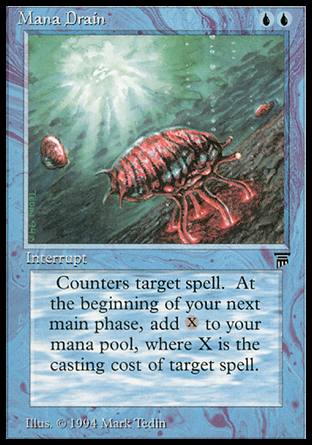 Mana Drain
Interrupt
Counters target spell. At
the beginning of your next
main phase, add X to your
mana pool, where X is the
casting cost of target spell.
Illus. © 1994 Mark Tedin